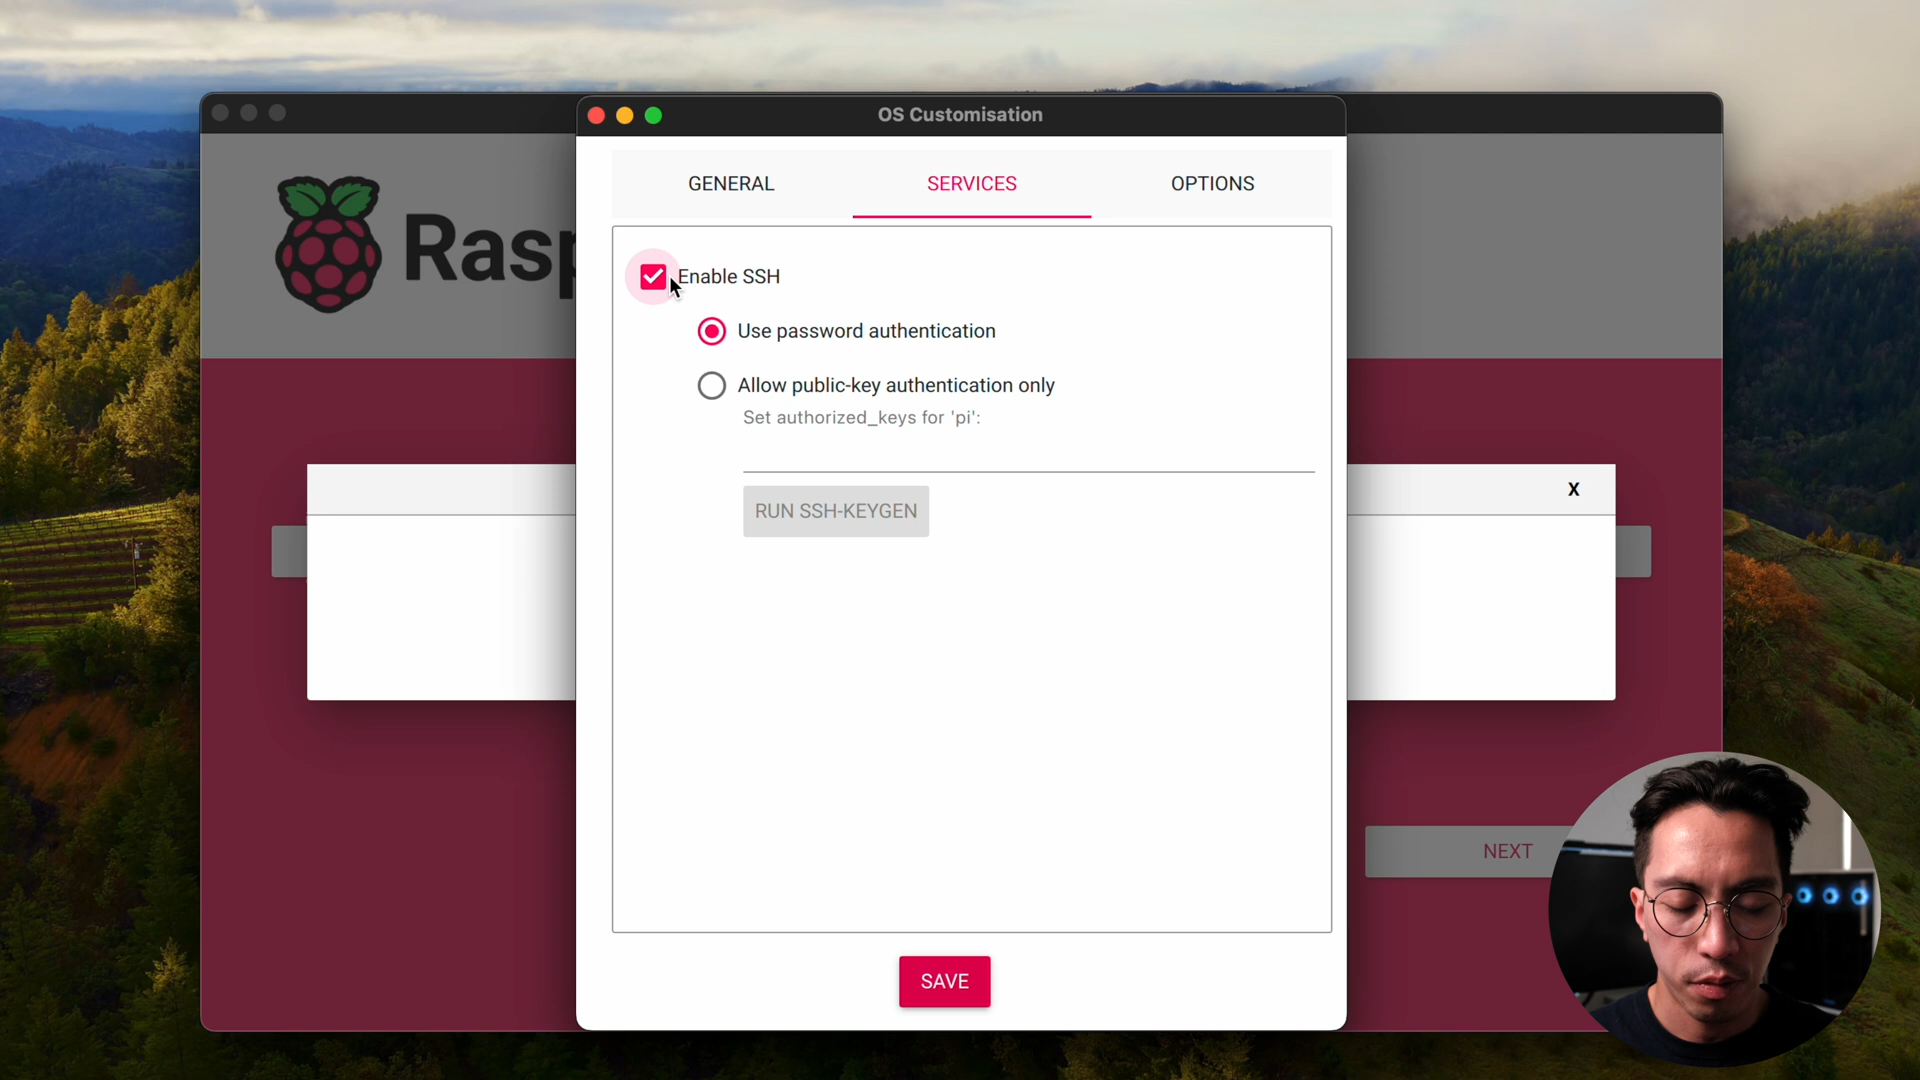 OS Customisation
GENERAL
SERVICES
OPTIONS
Rasp
Enable SSH
Use password authentication
Allow public-key authentication only
Set authorized_keys for 'pi':
X
RUN SSH-KEYGEN
NEXT
SAVE